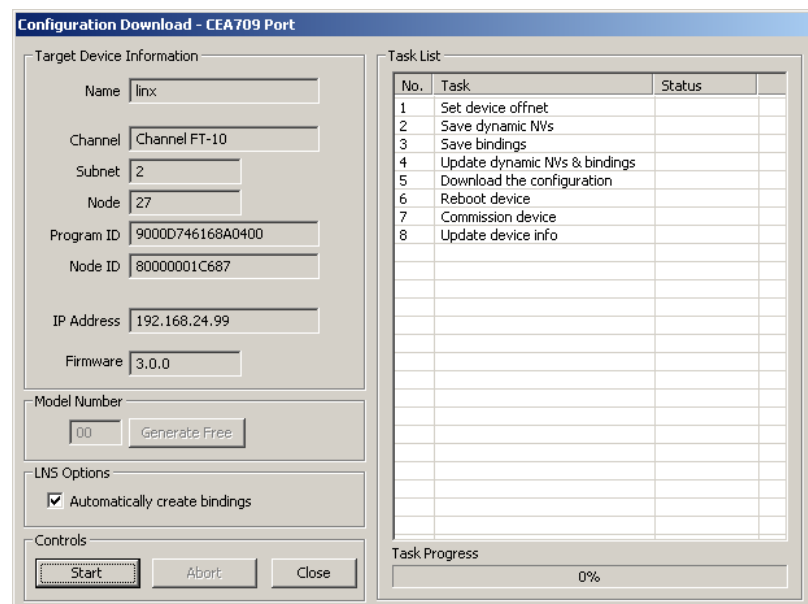 Configuration Download - CEA709 Port
Target Device Information
Name linx
Channel Channel FT-10
Subnet 2
Node 27
Program ID 9000D746168A0400
Node ID 80000001C687
IP Address 192.168.24.99
Firmware 3.0.0
Model Number
00 Generate Free
LNS Options
Automatically create bindings
Controls
Start Abort Close
Task List
No. Task Status
1 Set device offnet
2 Save dynamic NVs
3 Save bindings
4 Update dynamic NVs & bindings
5 Download the configuration
6 Reboot device
7 Commission device
8 Update device info
Task Progress
0%